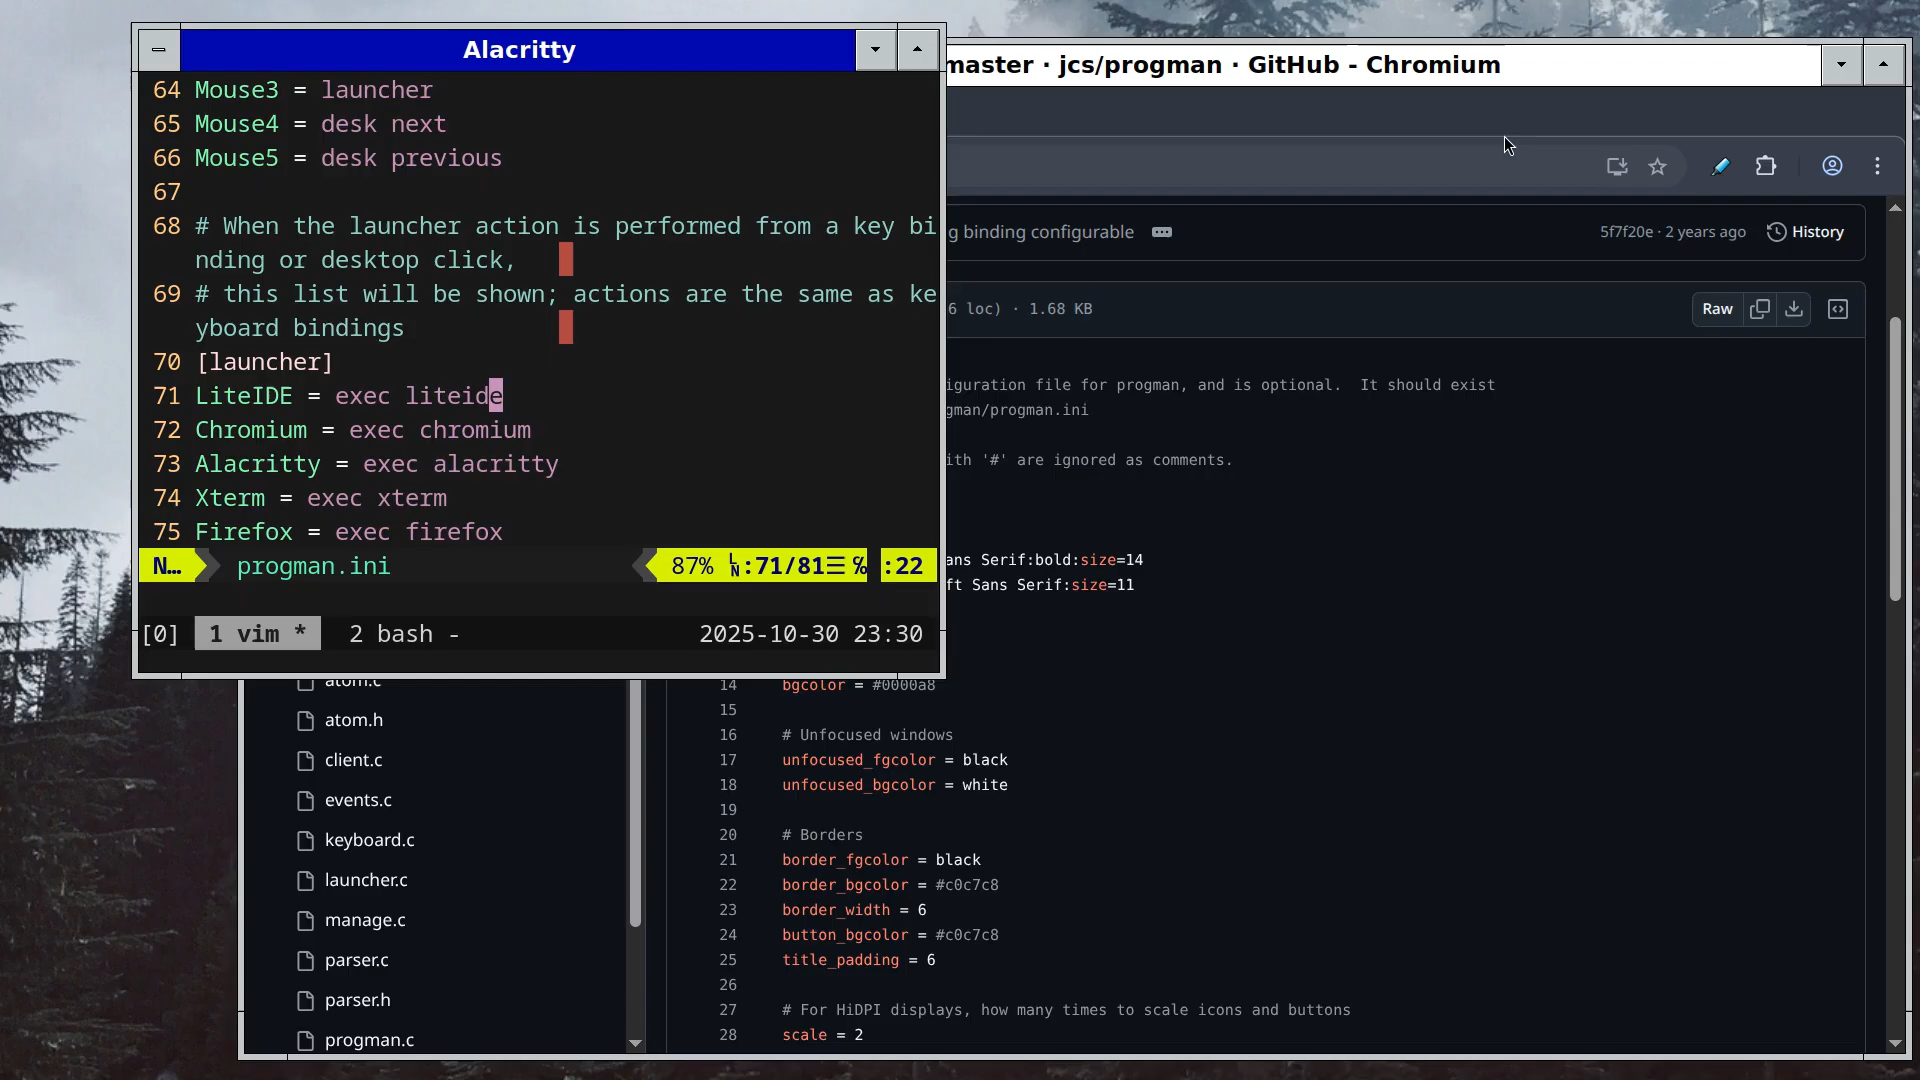 Alacritty
64 Mouse3 = launcher
65 Mouse4 = desk next
66 Mouse5 = desk previous
67
68 # When the launcher action is performed from a key bi
nding or desktop click,
69 # this list will be shown; actions are the same as ke
yboard bindings
70 [launcher]
71 LiteIDE = exec liteide
72 Chromium = exec chromium
73 Alacritty = exec alacritty
74 Xterm = exec xterm
75 Firefox = exec firefox
N… progman.ini 87% ㏑:71/81☰ ℅:22
[0] 1 vim * 2 bash - 2025-10-30 23:30
master · jcs/progman · GitHub - Chromium
g binding configurable 5f7f20e · 2 years ago History
6 loc) · 1.68 KB Raw
iguration file for progman, and is optional. It should exist
gman/progman.ini
ith '#' are ignored as comments.
ans Serif:bold:size=14
ft Sans Serif:size=11
atom.c
atom.h
client.c
events.c
keyboard.c
launcher.c
manage.c
parser.c
parser.h
progman.c
14 bgcolor = #0000a8
15
16 # Unfocused windows
17 unfocused_fgcolor = black
18 unfocused_bgcolor = white
19
20 # Borders
21 border_fgcolor = black
22 border_bgcolor = #c0c7c8
23 border_width = 6
24 button_bgcolor = #c0c7c8
25 title_padding = 6
26
27 # For HiDPI displays, how many times to scale icons and buttons
28 scale = 2